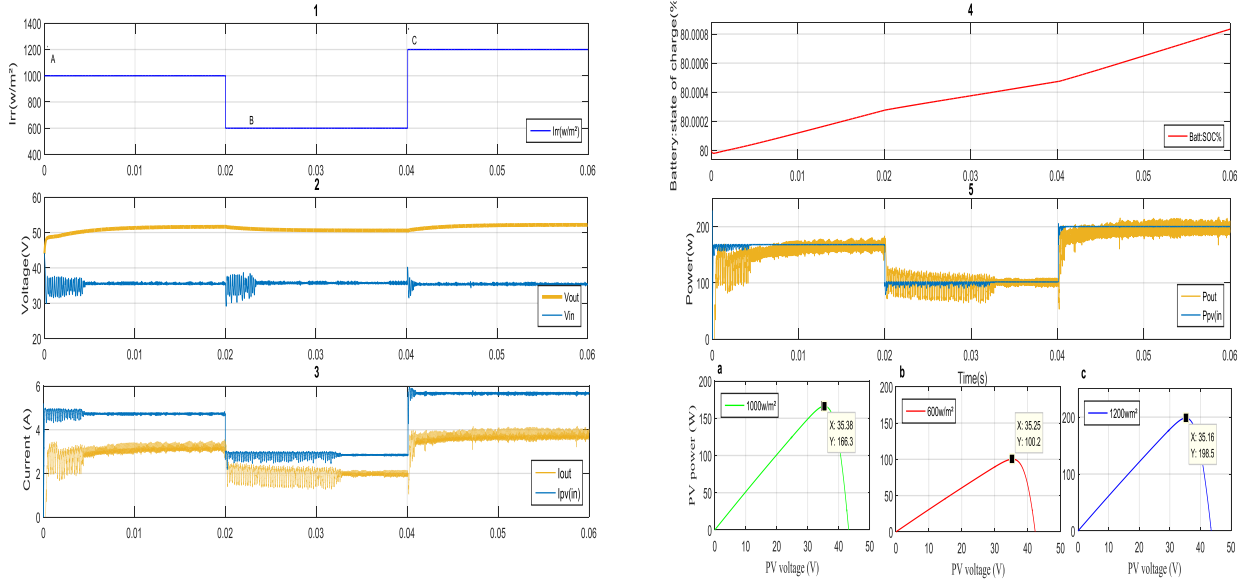 1
1400
1200
1000
800
600
400
Irr(w/m²)
A
B
C
Irr(w/m²)
0 0.01 0.02 0.03 0.04 0.05 0.06
2
60
50
40
30
20
Voltage(V)
Vout
Vin
0 0.01 0.02 0.03 0.04 0.05 0.06
3
6
4
2
0
Current (A)
Iout
Ipv(in)
0 0.01 0.02 0.03 0.04 0.05 0.06
4
80.0008
80.0006
80.0004
80.0002
80
Battery:state of charge(%
Batt:SOC%
0 0.01 0.02 0.03 0.04 0.05 0.06
5
200
100
0
Power(w)
Pout
Ppv(in
0 0.01 0.02 0.03 0.04 0.05 0.06
Time(s)
a
200
150
100
50
0
PV power (W)
1000w/m²
X: 35.38
Y: 166.3
0 10 20 30 40 50
PV voltage (V)
b
200
150
100
50
0
600w/m²
X: 35.25
Y: 100.2
0 10 20 30 40 50
PV voltage (V)
c
200
100
0
1200wm²
X: 35.16
Y: 198.5
0 10 20 30 40 50
PV voltage (V)